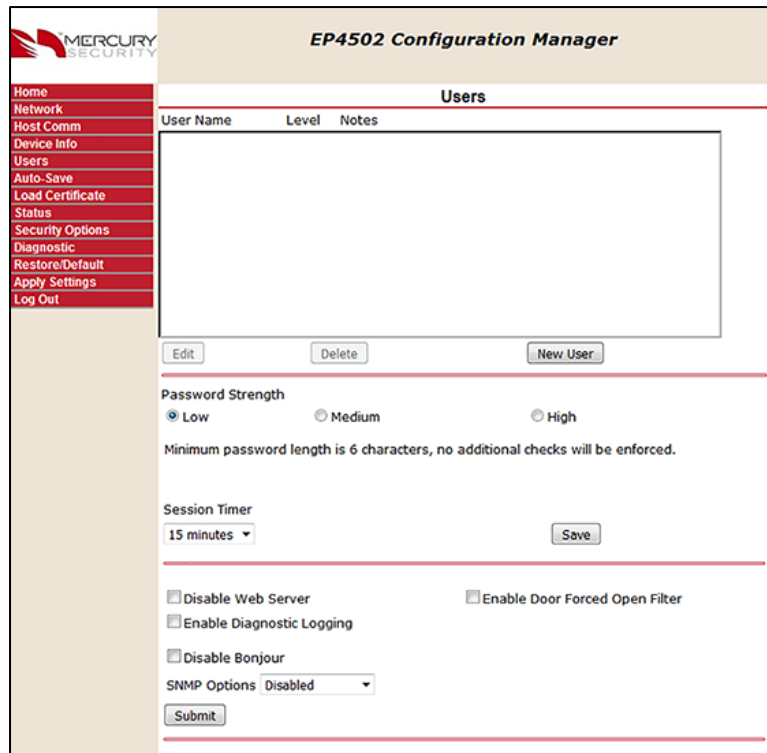 MERCURY
SECURITY
EP4502 Configuration Manager
Home
Network
Host Comm
Device Info
Users
Auto-Save
Load Certificate
Status
Security Options
Diagnostic
Restore/Default
Apply Settings
Log Out
Users
User Name Level Notes
Edit Delete New User
Password Strength
Low Medium High
Minimum password length is 6 characters, no additional checks will be enforced.
Session Timer
15 minutes Save
Disable Web Server Enable Door Forced Open Filter
Enable Diagnostic Logging
Disable Bonjour
SNMP Options Disabled
Submit